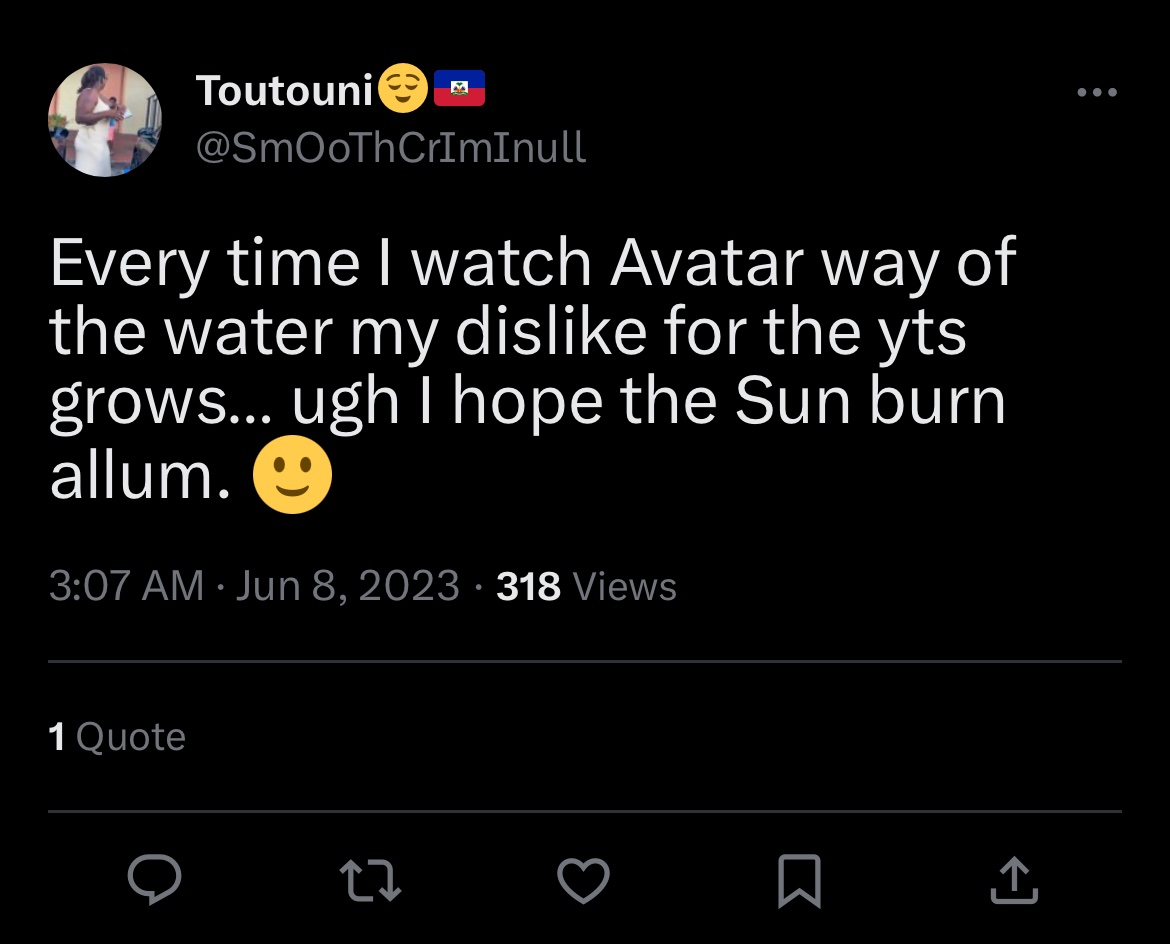 Toutouni😌🇭🇹
@SmOoThCrImInull
Every time I watch Avatar way of
the water my dislike for the yts
grows... ugh I hope the Sun burn
allum. 🙂
3:07 AM · Jun 8, 2023 · 318 Views
1 Quote